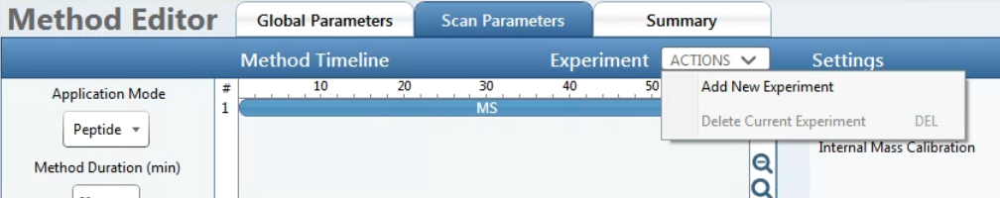 Method Editor
Global Parameters
Scan Parameters
Summary
Method Timeline
Experiment
ACTIONS
Settings
Application Mode
Peptide
Method Duration (min)
# 10 20 30 40 50
1 MS
Add New Experiment
Delete Current Experiment DEL
Internal Mass Calibration